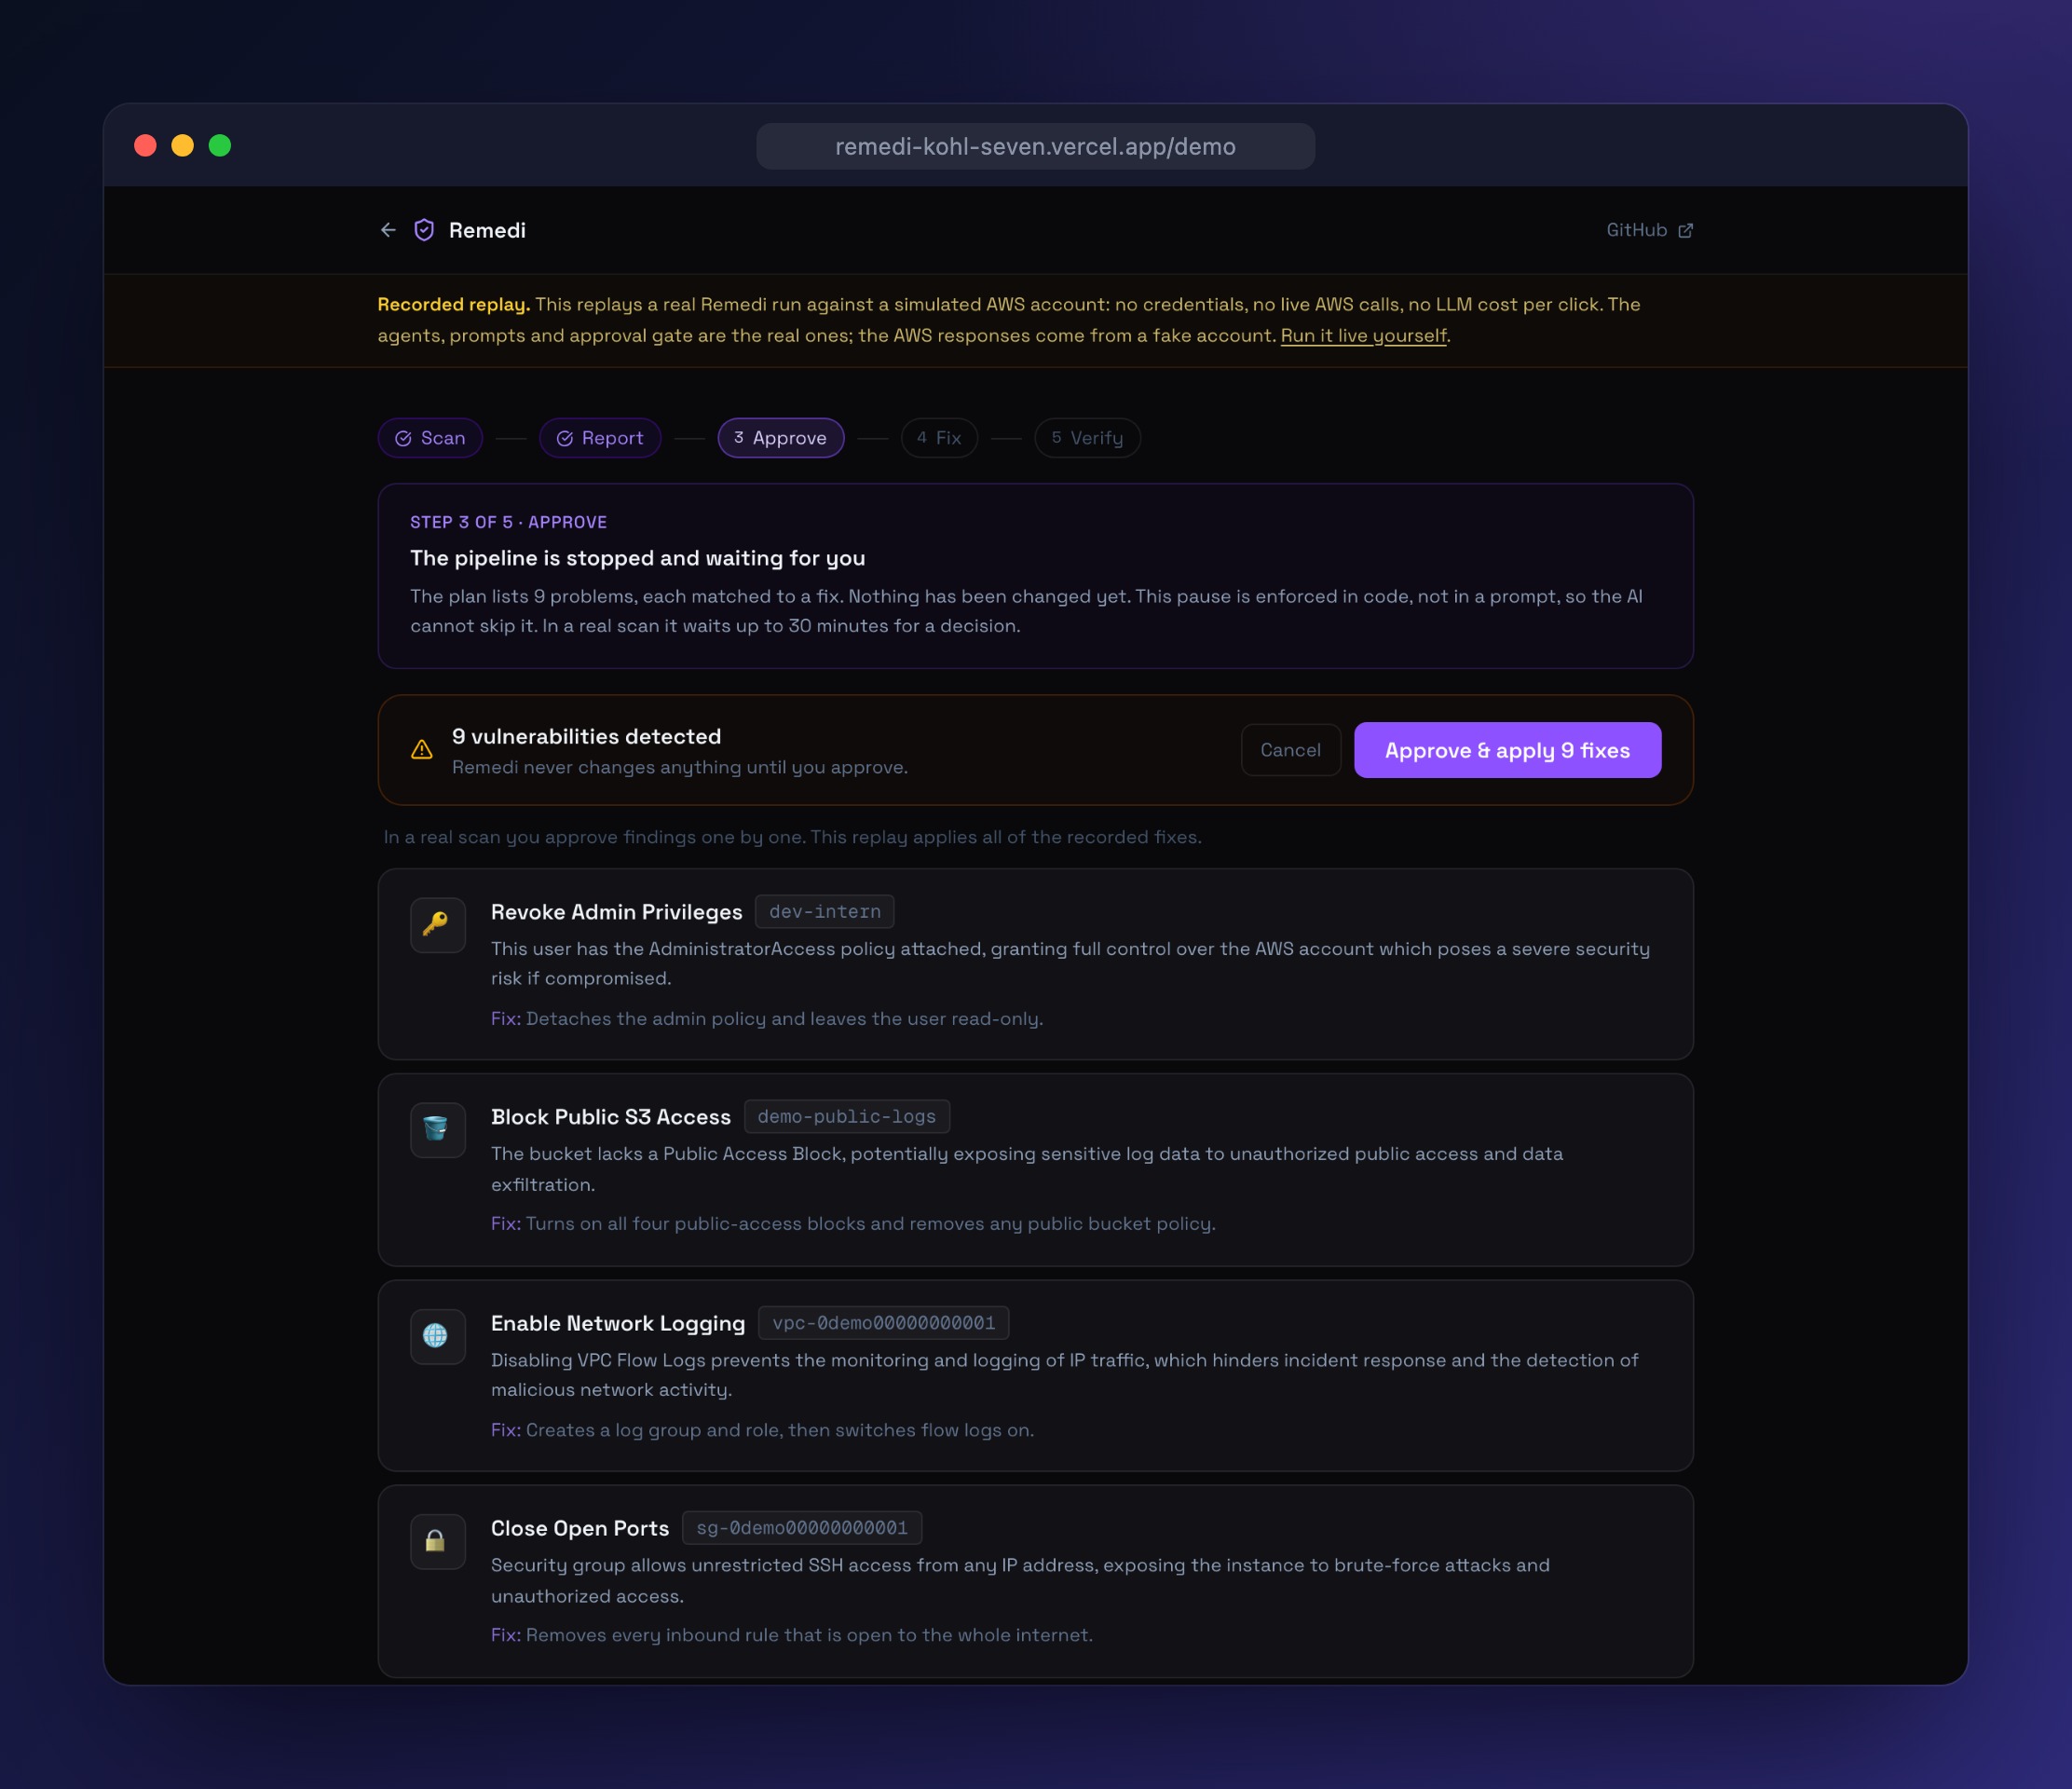 remedi-kohl-seven.vercel.app/demo
Remedi
GitHub
Recorded replay. This replays a real Remedi run against a simulated AWS account: no credentials, no live AWS calls, no LLM cost per click. The
agents, prompts and approval gate are the real ones; the AWS responses come from a fake account. Run it live yourself.
Scan
Report
3 Approve
4 Fix
5 Verify
STEP 3 OF 5 · APPROVE
The pipeline is stopped and waiting for you
The plan lists 9 problems, each matched to a fix. Nothing has been changed yet. This pause is enforced in code, not in a prompt, so the AI
cannot skip it. In a real scan it waits up to 30 minutes for a decision.
9 vulnerabilities detected
Remedi never changes anything until you approve.
Cancel
Approve & apply 9 fixes
In a real scan you approve findings one by one. This replay applies all of the recorded fixes.
Revoke Admin Privileges dev-intern
This user has the AdministratorAccess policy attached, granting full control over the AWS account which poses a severe security
risk if compromised.
Fix: Detaches the admin policy and leaves the user read-only.
Block Public S3 Access demo-public-logs
The bucket lacks a Public Access Block, potentially exposing sensitive log data to unauthorized public access and data
exfiltration.
Fix: Turns on all four public-access blocks and removes any public bucket policy.
Enable Network Logging vpc-0demo00000000001
Disabling VPC Flow Logs prevents the monitoring and logging of IP traffic, which hinders incident response and the detection of
malicious network activity.
Fix: Creates a log group and role, then switches flow logs on.
Close Open Ports sg-0demo00000000001
Security group allows unrestricted SSH access from any IP address, exposing the instance to brute-force attacks and
unauthorized access.
Fix: Removes every inbound rule that is open to the whole internet.